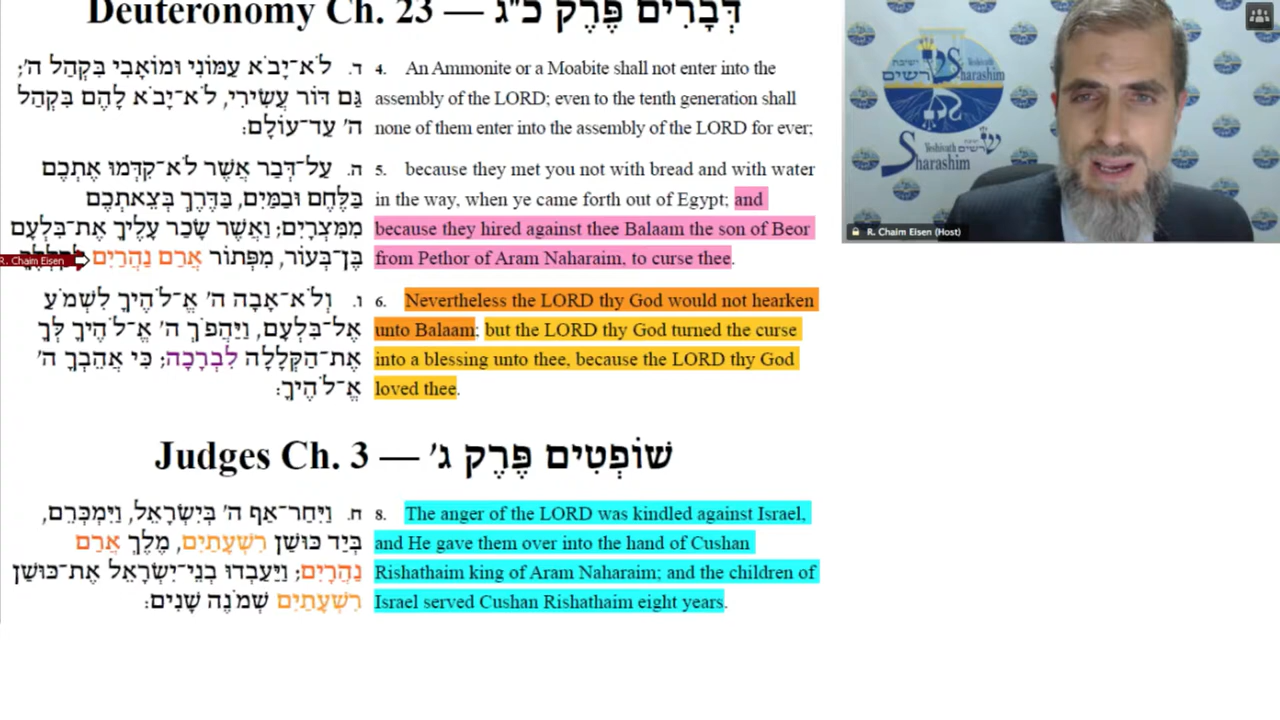 Deuteronomy Ch. 23 — דְּבָרִים פֶּרֶק כ"ג
ד. לֹא־יָבֹא עַמּוֹנִי וּמוֹאָבִי בִּקְהַל ה';
גַּם דּוֹר עֲשִׂירִי, לֹא־יָבֹא לָהֶם בִּקְהַל
ה' עַד־עוֹלָם:
4. An Ammonite or a Moabite shall not enter into the
assembly of the LORD; even to the tenth generation shall
none of them enter into the assembly of the LORD for ever;
ה. עַל־דְּבַר אֲשֶׁר לֹא־קִדְּמוּ אֶתְכֶם
בַּלֶּחֶם וּבַמַּיִם, בַּדֶּרֶךְ בְּצֵאתְכֶם
מִמִּצְרָיִם; וַאֲשֶׁר שָׂכַר עָלֶיךָ אֶת־בִּלְעָם
בֶּן־בְּעוֹר, מִפְּתוֹר אֲרַם נַהֲרַיִם
R. Chaim Eisen
5. because they met you not with bread and with water
in the way, when ye came forth out of Egypt; and
because they hired against thee Balaam the son of Beor
from Pethor of Aram Naharaim, to curse thee.
ו. וְלֹא־אָבָה ה' אֱ־לֹהֶיךָ לִשְׁמֹעַ
אֶל־בִּלְעָם, וַיַּהֲפֹךְ ה' אֱ־לֹהֶיךָ לְּךָ
אֶת־הַקְּלָלָה לִבְרָכָה; כִּי אֲהֵבְךָ ה'
אֱ־לֹהֶיךָ:
6. Nevertheless the LORD thy God would not hearken
unto Balaam; but the LORD thy God turned the curse
into a blessing unto thee, because the LORD thy God
loved thee.
Judges Ch. 3 — שׁוֹפְטִים פֶּרֶק ג'
ח. וַיִּחַר־אַף ה' בְּיִשְׂרָאֵל, וַיִּמְכְּרֵם,
בְּיַד כּוּשַׁן רִשְׁעָתַיִם, מֶלֶךְ אֲרַם
נַהֲרָיִם; וַיַּעַבְדוּ בְנֵי־יִשְׂרָאֵל אֶת־כּוּשַׁן
רִשְׁעָתַיִם שְׁמֹנֶה שָׁנִים:
8. The anger of the LORD was kindled against Israel,
and He gave them over into the hand of Cushan
Rishathaim king of Aram Naharaim; and the children of
Israel served Cushan Rishathaim eight years.
ישיבת שרשים
Yeshivath Sharashim
Yeshivath ישיבת שרשים
Sharashim
R. Chaim Eisen (Host)